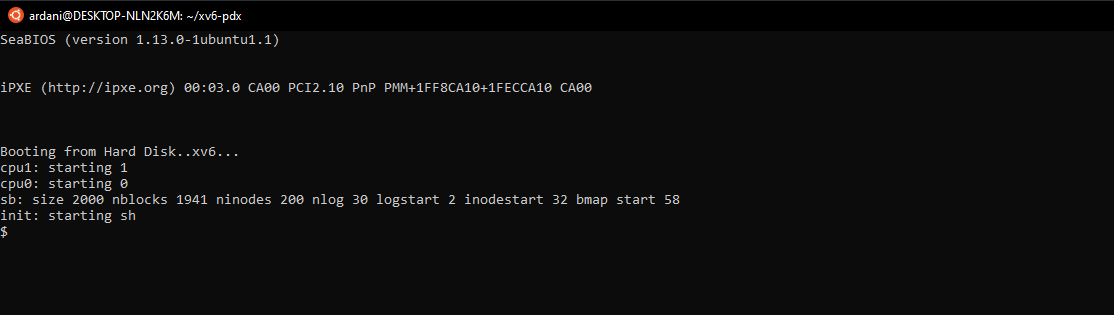 ardani@DESKTOP-NLN2K6M: ~/xv6-pdx
SeaBIOS (version 1.13.0-1ubuntu1.1)
iPXE (http://ipxe.org) 00:03.0 CA00 PCI2.10 PnP PMM+1FF8CA10+1FECCA10 CA00
Booting from Hard Disk..xv6...
cpu1: starting 1
cpu0: starting 0
sb: size 2000 nblocks 1941 ninodes 200 nlog 30 logstart 2 inodestart 32 bmap start 58
init: starting sh
$